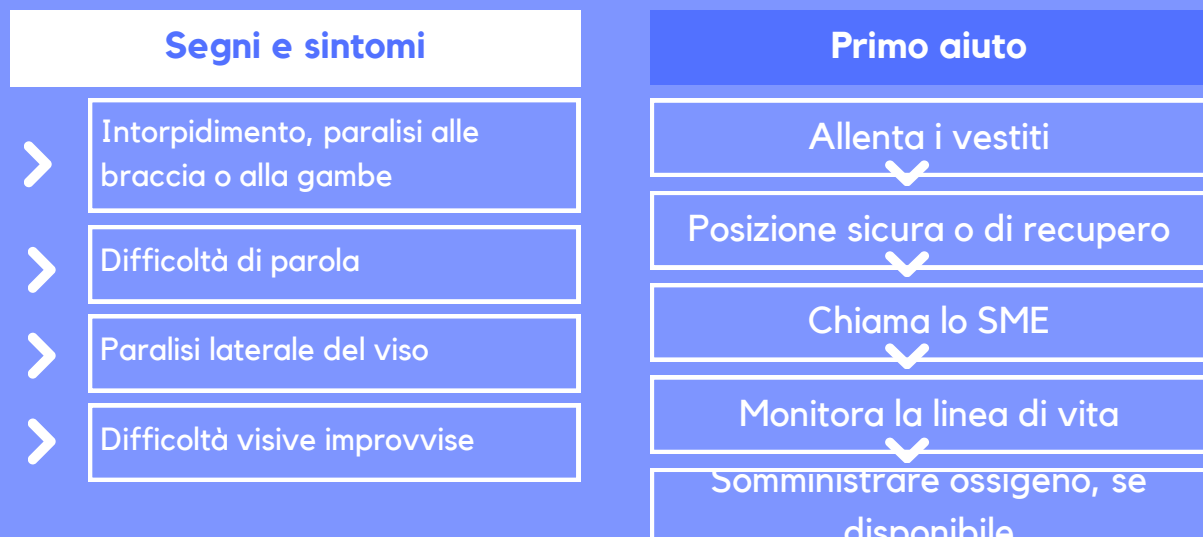 Segni e sintomi
Intorpidimento, paralisi alle
braccia o alla gambe
Difficoltà di parola
Paralisi laterale del viso
Difficoltà visive improvvise
Primo aiuto
Allenta i vestiti
Posizione sicura o di recupero
Chiama lo SME
Monitora la linea di vita
Somministrare ossigeno, se
disponibile